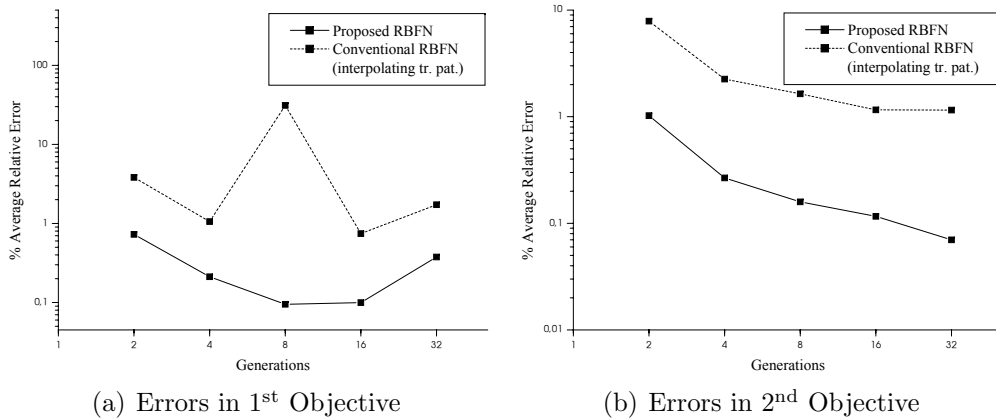 Proposed RBFN
Conventional RBFN
(interpolating tr. pat.)
% Average Relative Error
100
10
1
0,1
1
2
4
8
16
32
Generations
(a) Errors in 1st Objective
Proposed RBFN
Conventional RBFN
(interpolating tr. pat.)
% Average Relative Error
10
1
0,1
0,01
1
2
4
8
16
32
Generations
(b) Errors in 2nd Objective